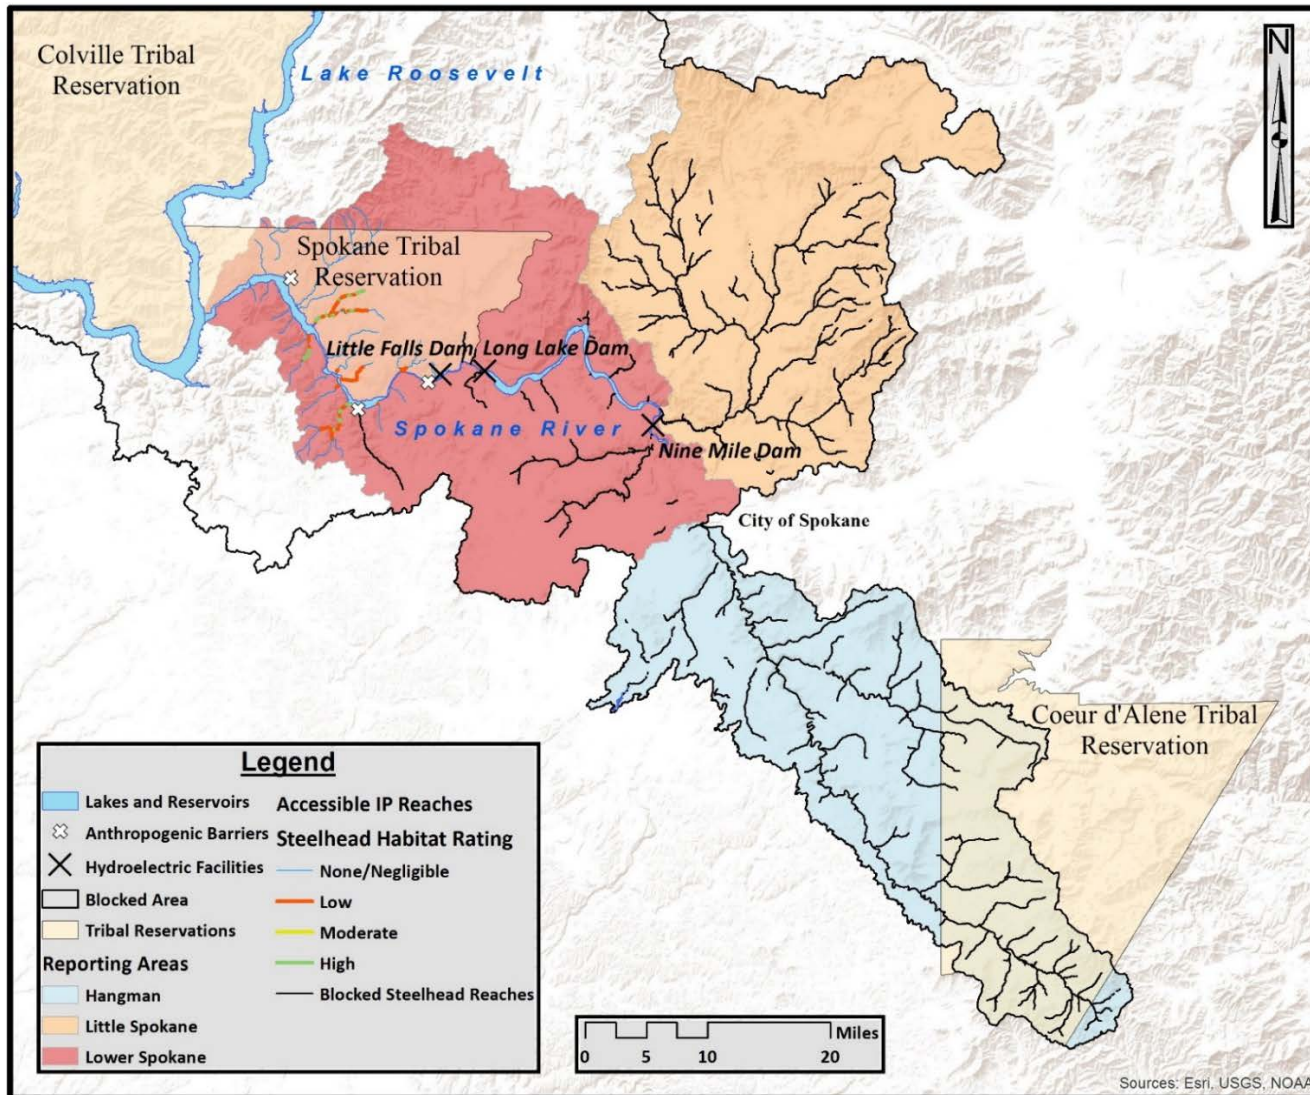 Colville Tribal
Reservation
Lake Roosevelt
N
Spokane Tribal
Reservation
Little Falls Dam
Long Lake Dam
Spokane River
Nine Mile Dam
City of Spokane
Coeur d'Alene Tribal
Reservation
Legend
Lakes and Reservoirs
Anthropogenic Barriers
Hydroelectric Facilities
Blocked Area
Tribal Reservations
Reporting Areas
Hangman
Little Spokane
Lower Spokane
Accessible IP Reaches
Steelhead Habitat Rating
None/Negligible
Low
Moderate
High
Blocked Steelhead Reaches
Miles
0 5 10 20
Sources: Esri, USGS, NOAA